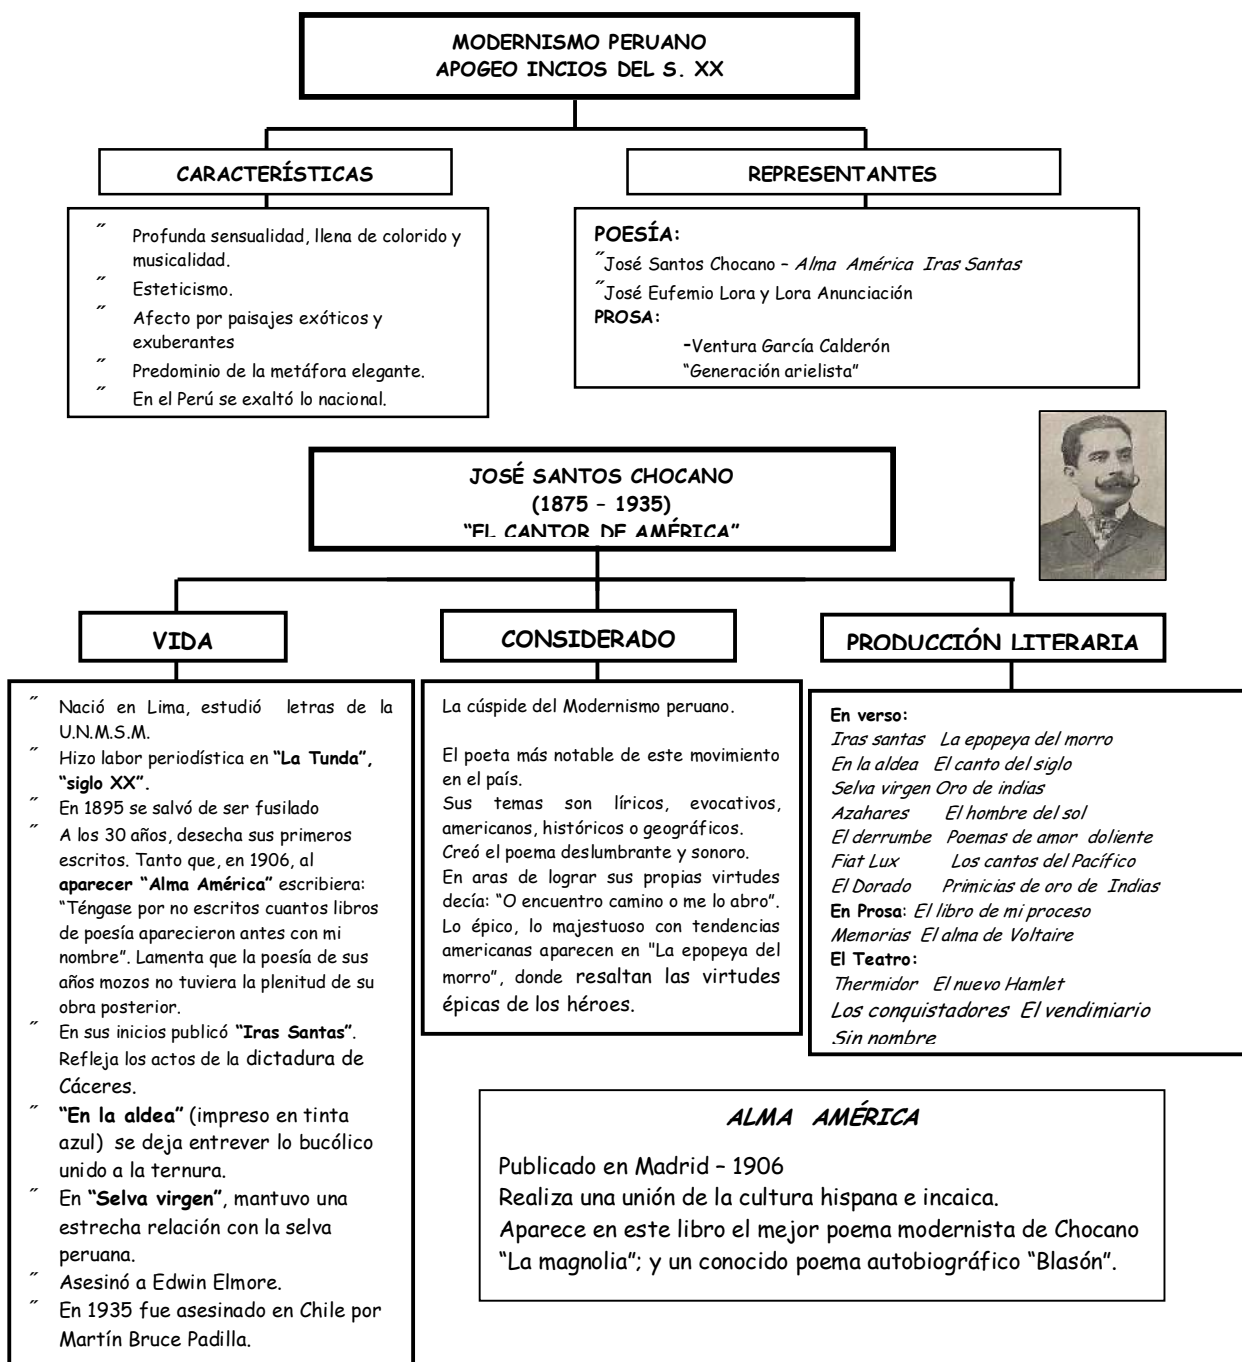 MODERNISMO PERUANO
APOGEO INCIOS DEL S. XX
CARACTERÍSTICAS
˝ Profunda sensualidad, llena de colorido y
musicalidad.
˝ Esteticismo.
˝ Afecto por paisajes exóticos y
exuberantes
˝ Predominio de la metáfora elegante.
˝ En el Perú se exaltó lo nacional.
REPRESENTANTES
POESÍA:
˝José Santos Chocano – Alma América Iras Santas
˝José Eufemio Lora y Lora Anunciación
PROSA:
-Ventura García Calderón
“Generación arielista”
JOSÉ SANTOS CHOCANO
(1875 – 1935)
“EL CANTOR DE AMÉRICA”
VIDA
˝ Nació en Lima, estudió letras de la
U.N.M.S.M.
˝ Hizo labor periodística en “La Tunda”,
“siglo XX”.
˝ En 1895 se salvó de ser fusilado
˝ A los 30 años, desecha sus primeros
escritos. Tanto que, en 1906, al
aparecer “Alma América” escribiera:
“Téngase por no escritos cuantos libros
de poesía aparecieron antes con mi
nombre”. Lamenta que la poesía de sus
años mozos no tuviera la plenitud de su
obra posterior.
˝ En sus inicios publicó “Iras Santas”.
Refleja los actos de la dictadura de
Cáceres.
˝ “En la aldea” (impreso en tinta
azul) se deja entrever lo bucólico
unido a la ternura.
˝ En “Selva virgen”, mantuvo una
estrecha relación con la selva
peruana.
˝ Asesinó a Edwin Elmore.
˝ En 1935 fue asesinado en Chile por
Martín Bruce Padilla.
CONSIDERADO
La cúspide del Modernismo peruano.
El poeta más notable de este movimiento
en el país.
Sus temas son líricos, evocativos,
americanos, históricos o geográficos.
Creó el poema deslumbrante y sonoro.
En aras de lograr sus propias virtudes
decía: “O encuentro camino o me lo abro”.
Lo épico, lo majestuoso con tendencias
americanas aparecen en "La epopeya del
morro”, donde resaltan las virtudes
épicas de los héroes.
PRODUCCIÓN LITERARIA
En verso:
Iras santas La epopeya del morro
En la aldea El canto del siglo
Selva virgen Oro de indias
Azahares El hombre del sol
El derrumbe Poemas de amor doliente
Fiat Lux Los cantos del Pacífico
El Dorado Primicias de oro de Indias
En Prosa: El libro de mi proceso
Memorias El alma de Voltaire
El Teatro:
Thermidor El nuevo Hamlet
Los conquistadores El vendimiario
Sin nombre
ALMA AMÉRICA
Publicado en Madrid – 1906
Realiza una unión de la cultura hispana e incaica.
Aparece en este libro el mejor poema modernista de Chocano
“La magnolia”; y un conocido poema autobiográfico “Blasón”.